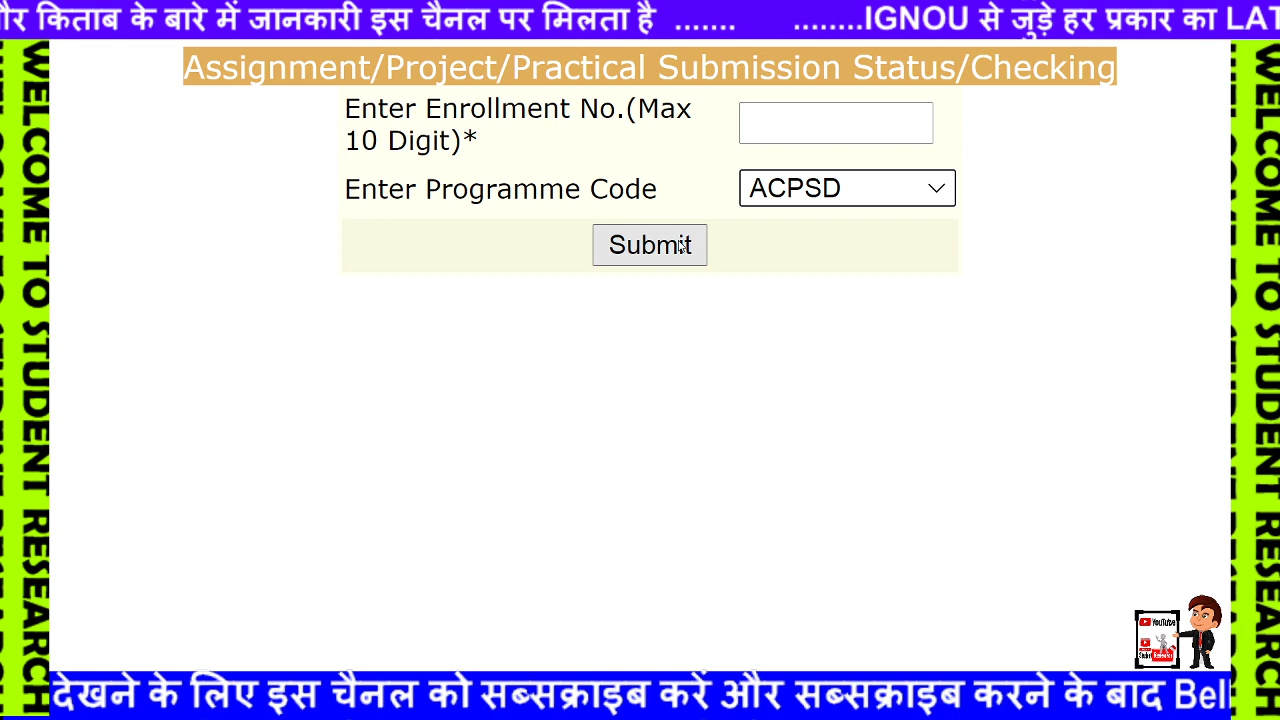 र किताब के बारे में जानकारी इस चैनल पर मिलता है ....... ........IGNOU से जुड़े हर प्रकार का LAT
Assignment/Project/Practical Submission Status/Checking
Enter Enrollment No.(Max
10 Digit)*
Enter Programme Code
ACPSD
Submit
WELCOME TO STUDENT RESEARCH
WELCOME TO STUDENT RESEARCH
YouTube
देखने के लिए इस चैनल को सब्सक्राइब करें और सब्सक्राइब करने के बाद Bell